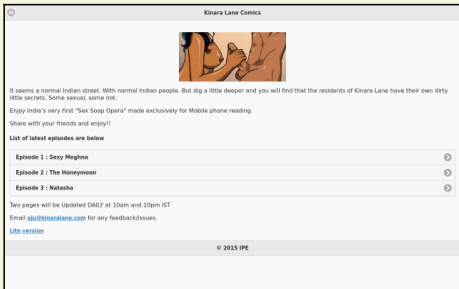 Kinara Lane Comics
It seems a normal Indian street. With normal Indian people. But dig a little deeper and you will find that the residents of Kinara Lane have their own dirty
little secrets. Some sexual, some not.
Enjoy India's very first "Sex Soap Opera" made exclusively for Mobile phone reading.
Share with your friends and enjoy!!
List of latest episodes are below
Episode 1 : Sexy Meghna
Episode 2 : The Honeymoon
Episode 3 : Natasha
Two pages will be Updated DAILY at 10am and 10pm IST
Email aju@kinaralane.com for any feedback/issues.
Lite version
© 2015 IPE